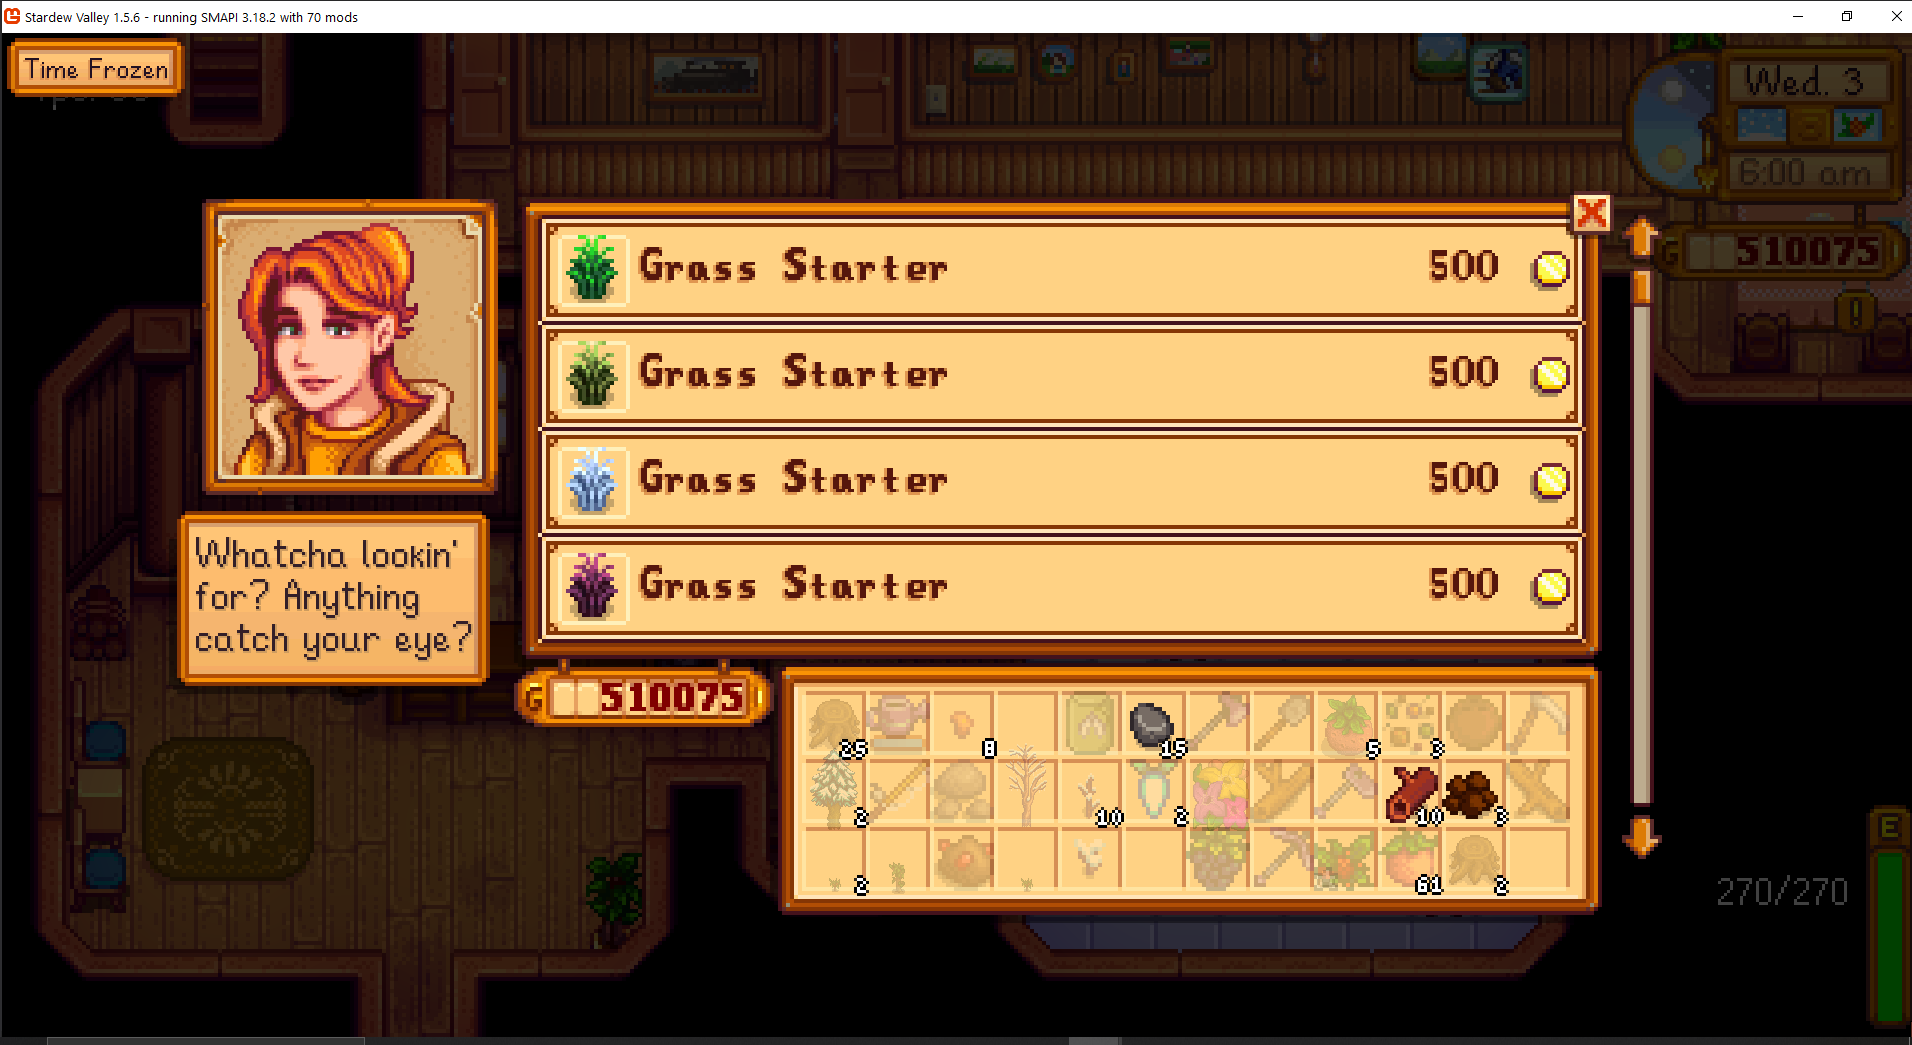 Stardew Valley 1.5.6 - running SMAPI 3.18.2 with 70 mods
Time Frozen
Wed. 3
6:00 am
510075
Grass Starter 500
Grass Starter 500
Grass Starter 500
Grass Starter 500
Whatcha lookin'
for? Anything
catch your eye?
G 510075
25 8 15 5 3
2 10 2 10 3
2 61 2
270/270
E